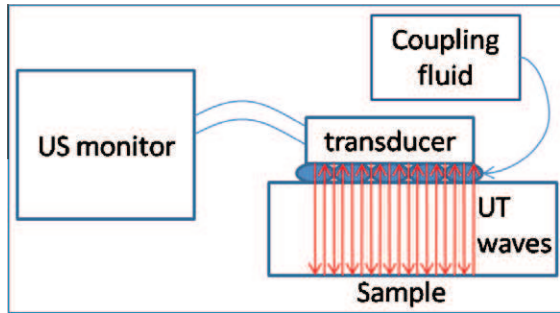 Coupling
fluid
US monitor
transducer
UT
waves
Sample